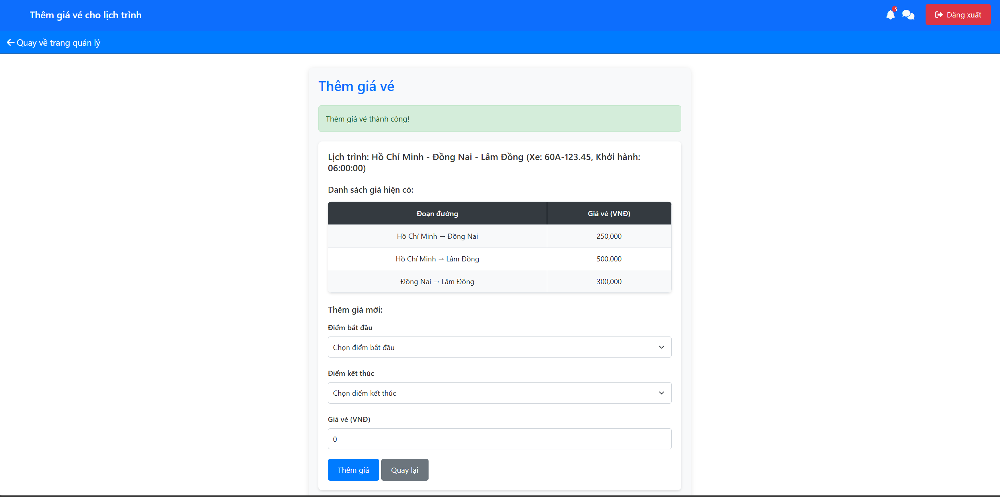 Thêm giá vé cho lịch trình
5
Đăng xuất
Quay về trang quản lý
Thêm giá vé
Thêm giá vé thành công!
Lịch trình: Hồ Chí Minh - Đồng Nai - Lâm Đồng (Xe: 60A-123.45, Khởi hành:
06:00:00)
Danh sách giá hiện có:
Đoạn đường Giá vé (VNĐ)
Hồ Chí Minh → Đồng Nai 250,000
Hồ Chí Minh → Lâm Đồng 500,000
Đồng Nai → Lâm Đồng 300,000
Thêm giá mới:
Điểm bắt đầu
Chọn điểm bắt đầu
Điểm kết thúc
Chọn điểm kết thúc
Giá vé (VNĐ)
0
Thêm giá Quay lại